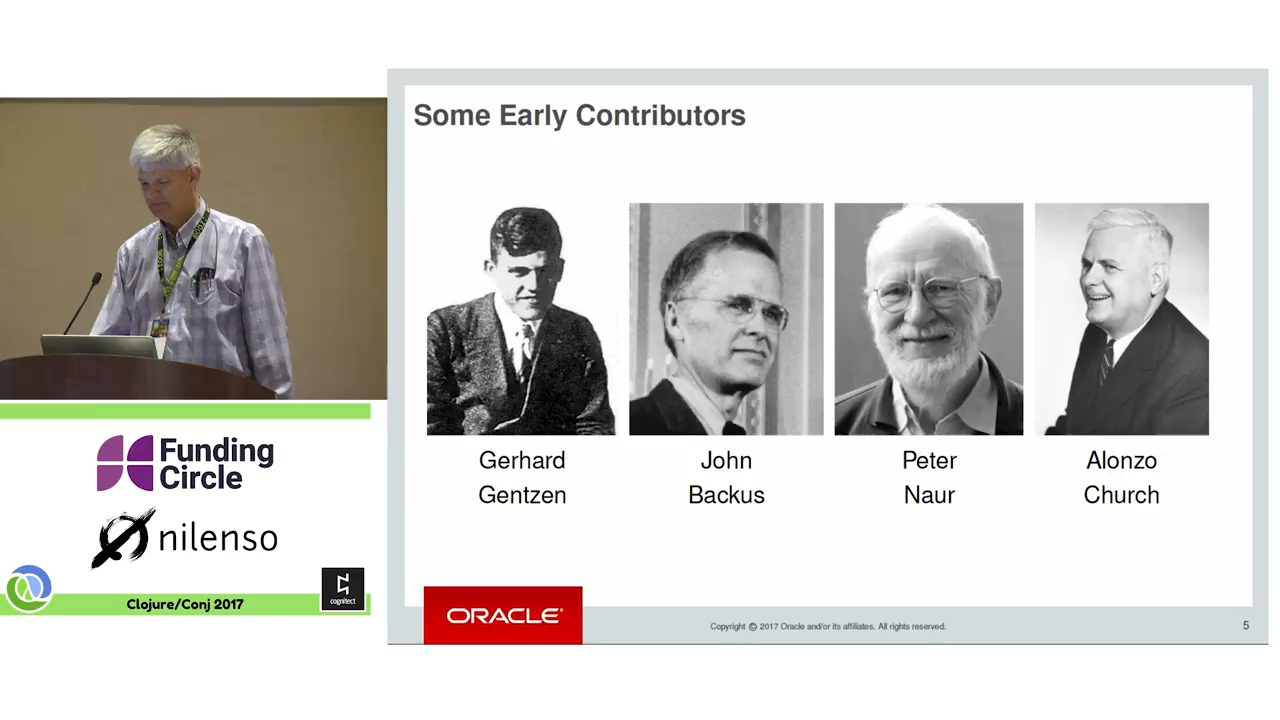 Some Early Contributors
Gerhard
Gentzen
John
Backus
Peter
Naur
Alonzo
Church
ORACLE
Copyright © 2017 Oracle and/or its affiliates. All rights reserved.
5
Funding
Circle
nilenso
Clojure/Conj 2017
cognitect